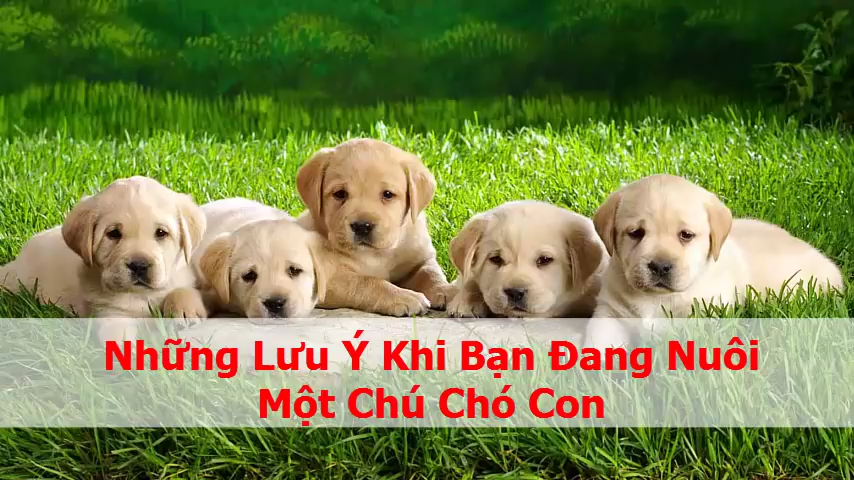 Những Lưu Ý Khi Bạn Đang Nuôi
Một Chú Chó Con